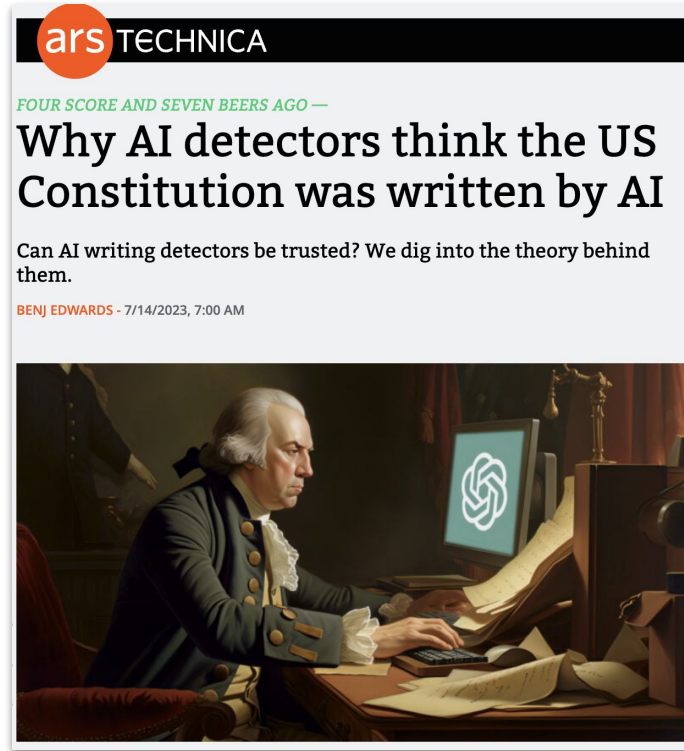 ars TECHNICA
FOUR SCORE AND SEVEN BEERS AGO —
Why AI detectors think the US
Constitution was written by AI
Can AI writing detectors be trusted? We dig into the theory behind
them.
BENJ EDWARDS - 7/14/2023, 7:00 AM